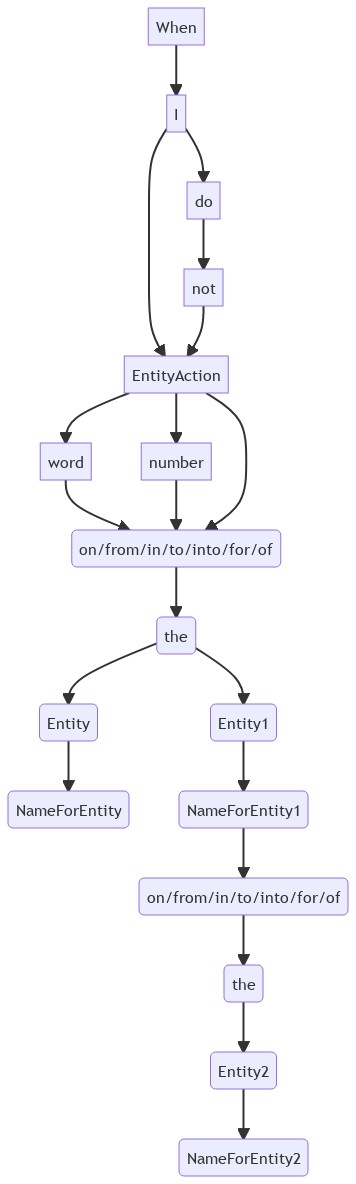 When
I
do
not
EntityAction
word
number
on/from/in/to/into/for/of
the
Entity
Entity1
NameForEntity
NameForEntity1
on/from/in/to/into/for/of
the
Entity2
NameForEntity2